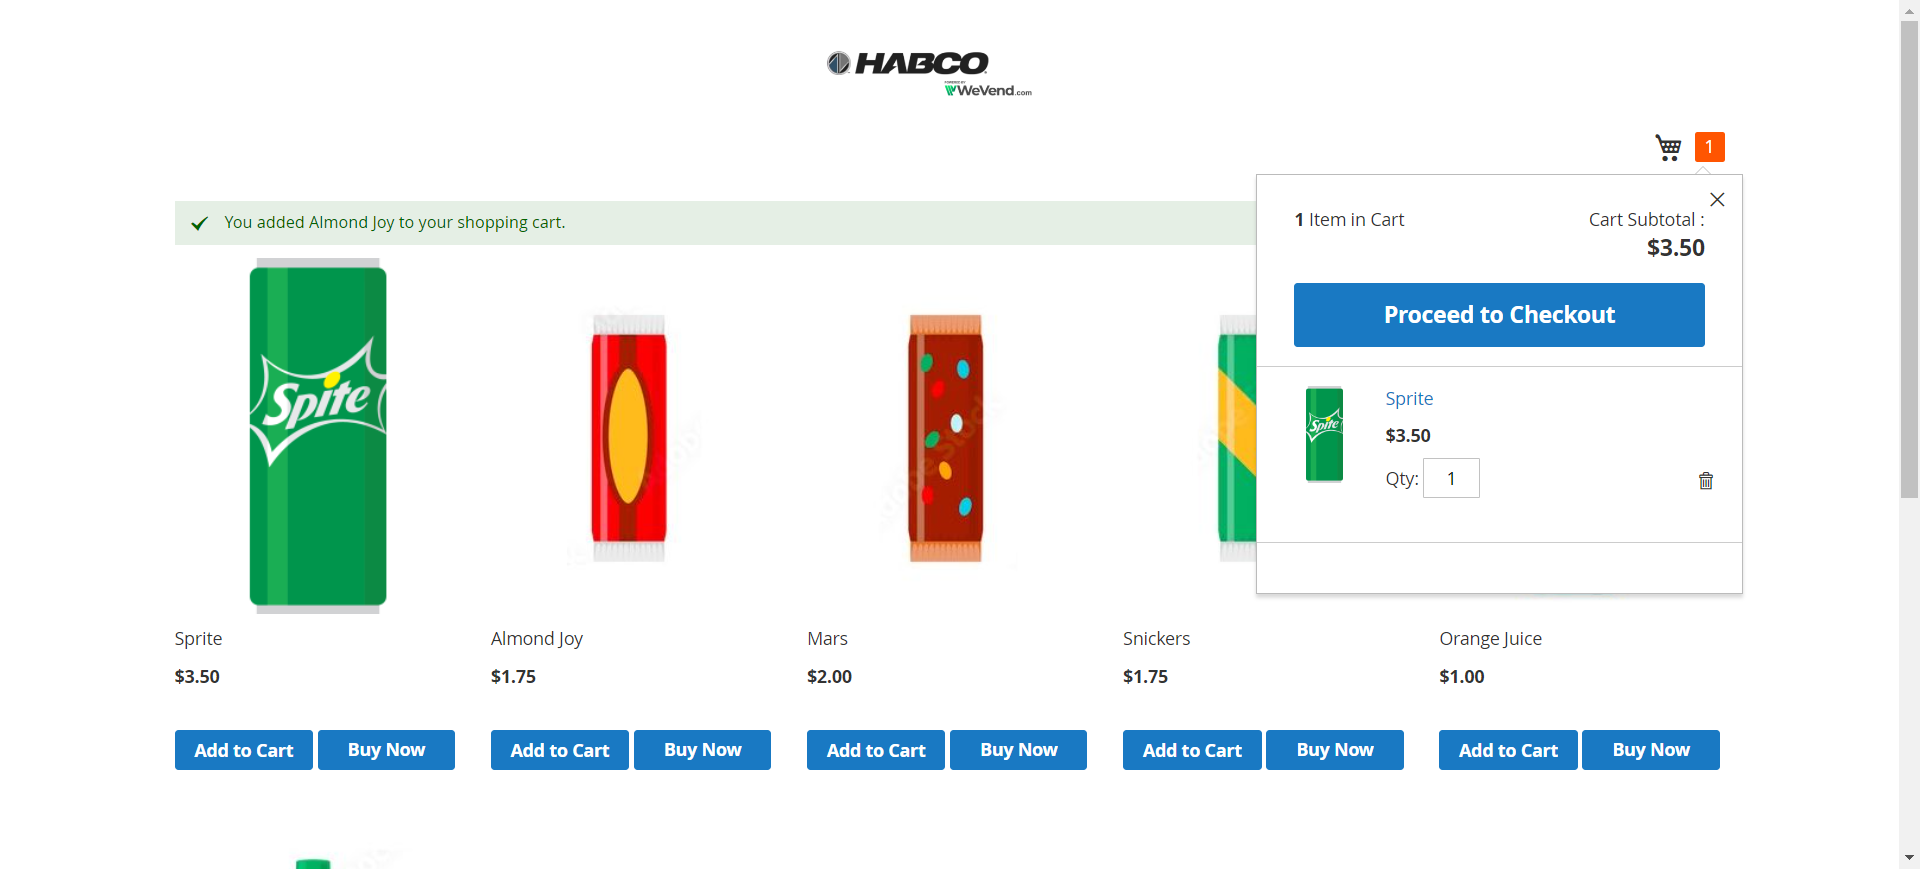 HABCO
POWERED BY
WeVend.com
1
You added Almond Joy to your shopping cart.
1 Item in Cart
Cart Subtotal :
$3.50
Proceed to Checkout
Sprite
$3.50
Qty: 1
Spite
Spite
Sprite
$3.50
Add to Cart
Buy Now
Almond Joy
$1.75
Add to Cart
Buy Now
Mars
$2.00
Add to Cart
Buy Now
Snickers
$1.75
Add to Cart
Buy Now
Orange Juice
$1.00
Add to Cart
Buy Now